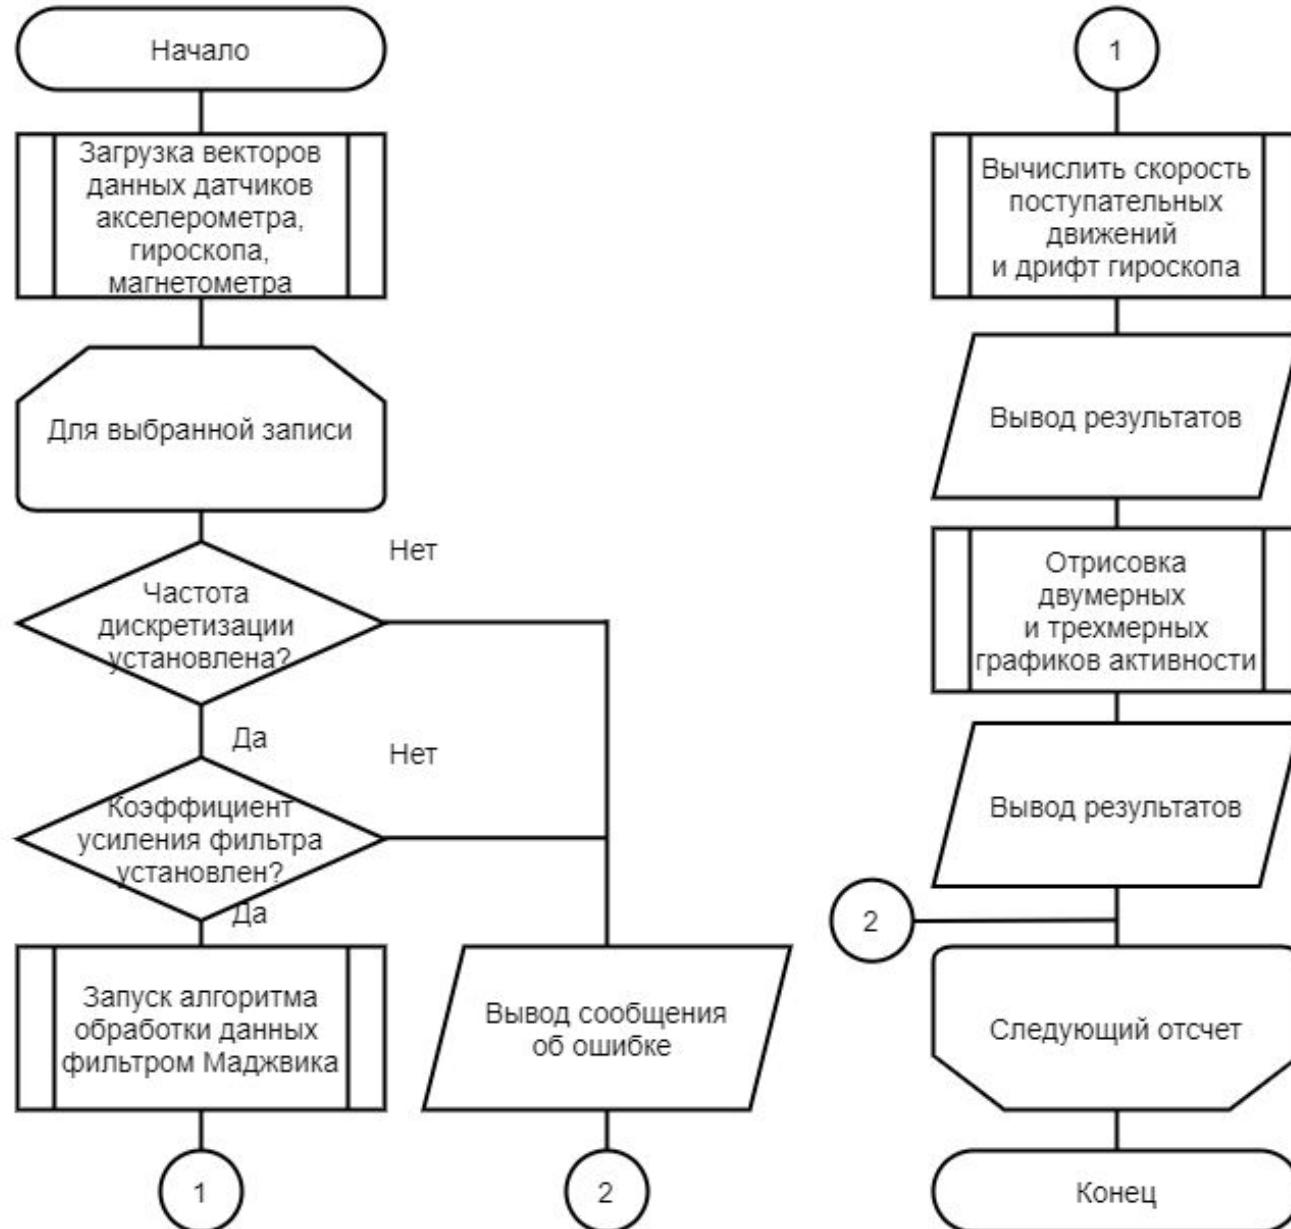 Начало
Загрузка векторов
данных датчиков
акселерометра,
гироскопа,
магнетометра
Для выбранной записи
Нет
Частота
дискретизации
установлена?
Да
Нет
Коэффициент
усиления фильтра
установлен?
Да
Запуск алгоритма
обработки данных
фильтром Маджвика
1
Вывод сообщения
об ошибке
2
1
Вычислить скорость
поступательных
движений
и дрифт гироскопа
Вывод результатов
Отрисовка
двумерных
и трехмерных
графиков активности
Вывод результатов
2
Следующий отсчет
Конец